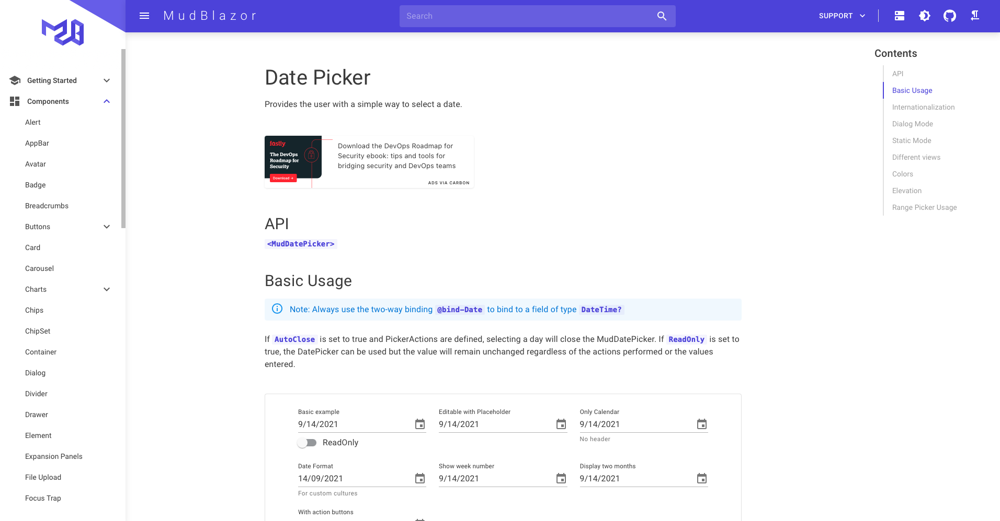 MudBlazor
Search
SUPPORT
Getting Started
Components
Alert
AppBar
Avatar
Badge
Breadcrumbs
Buttons
Card
Carousel
Charts
Chips
ChipSet
Container
Dialog
Divider
Drawer
Element
Expansion Panels
File Upload
Focus Trap
Date Picker
Provides the user with a simple way to select a date.
fastly
The DevOps
Roadmap for
Security
Download →
Download the DevOps Roadmap for
Security ebook: tips and tools for
bridging security and DevOps teams
ADS VIA CARBON
API
<MudDatePicker>
Basic Usage
Note: Always use the two-way binding @bind-Date to bind to a field of type DateTime?
If AutoClose is set to true and PickerActions are defined, selecting a day will close the MudDatePicker. If ReadOnly is set to
true, the DatePicker can be used but the value will remain unchanged regardless of the actions performed or the values
entered.
Basic example
9/14/2021
ReadOnly
Editable with Placeholder
9/14/2021
Only Calendar
9/14/2021
No header
Date Format
14/09/2021
For custom cultures
Show week number
9/14/2021
Display two months
9/14/2021
With action buttons
Contents
API
Basic Usage
Internationalization
Dialog Mode
Static Mode
Different views
Colors
Elevation
Range Picker Usage